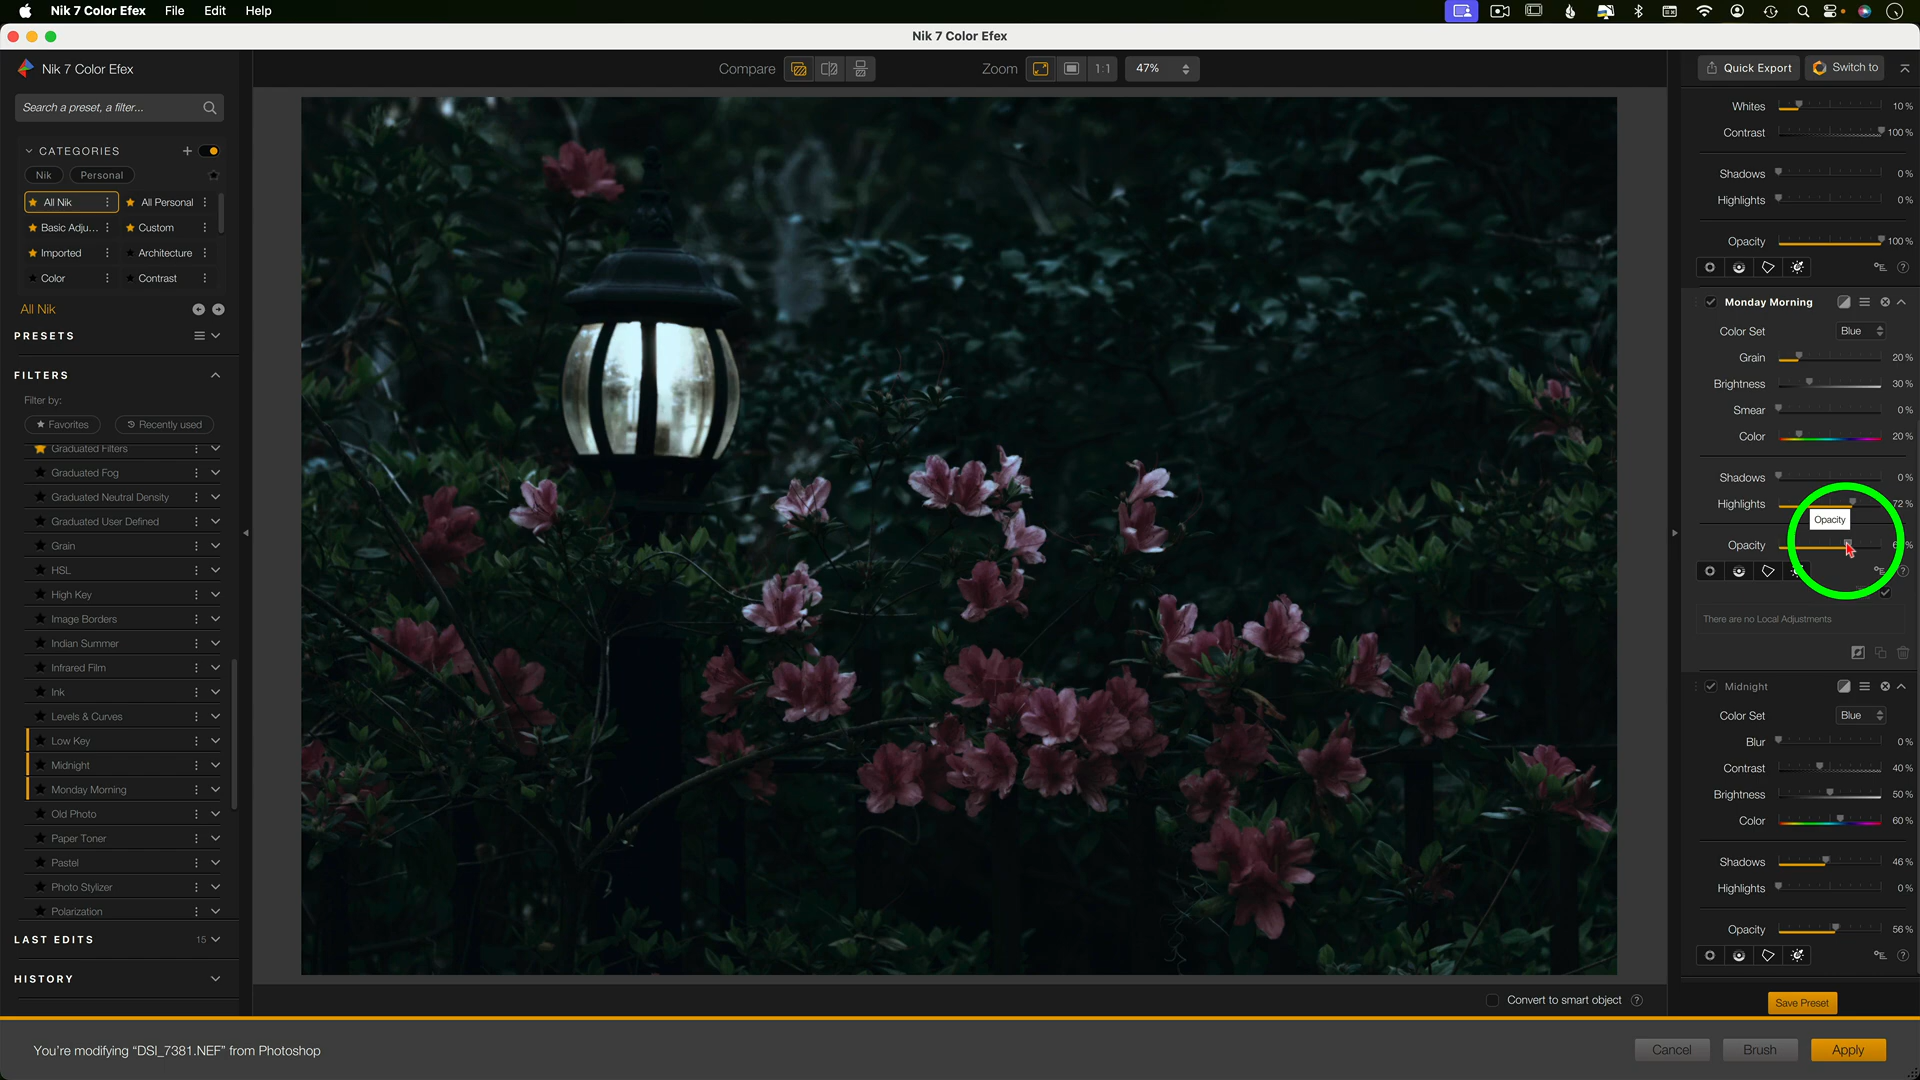 Nik 7 Color Efex File Edit Help
Nik 7 Color Efex
Nik 7 Color Efex
Compare
Zoom
1:1
47%
Quick Export
Switch to
Search a preset, a filter...
CATEGORIES
Nik
Personal
All Nik
All Personal
Basic Adju...
Custom
Imported
Architecture
Color
Contrast
All Nik
PRESETS
FILTERS
Filter by:
Favorites
Recently used
Graduated Filters
Graduated Fog
Graduated Neutral Density
Graduated User Defined
Grain
HSL
High Key
Image Borders
Indian Summer
Infrared Film
Ink
Levels & Curves
Low Key
Midnight
Monday Morning
Old Photo
Paper Toner
Pastel
Photo Stylizer
Polarization
LAST EDITS 15
HISTORY
Whites 10 %
Contrast 100 %
Shadows 0 %
Highlights 0 %
Opacity 100 %
Monday Morning
Color Set Blue
Grain 20 %
Brightness 30 %
Smear 0 %
Color 20 %
Shadows 0 %
Highlights 72 %
Opacity
Opacity
There are no Local Adjustments
Midnight
Color Set Blue
Blur 0 %
Contrast 40 %
Brightness 50 %
Color 60 %
Shadows 46 %
Highlights 0 %
Opacity 56 %
Save Preset
Convert to smart object
You're modifying “DSI_7381.NEF” from Photoshop
Cancel
Brush
Apply